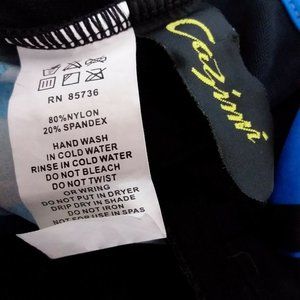 Cazimi
RN 85736
80%NYLON
20% SPANDEX
HAND WASH
IN COLD WATER
RINSE IN COLD WATER
DO NOT BLEACH
DO NOT TWIST
OR WRING
DO NOT PUT IN DRYER
DRIP DRY IN SHADE
DO NOT IRON
NOT FOR USE IN SPAS